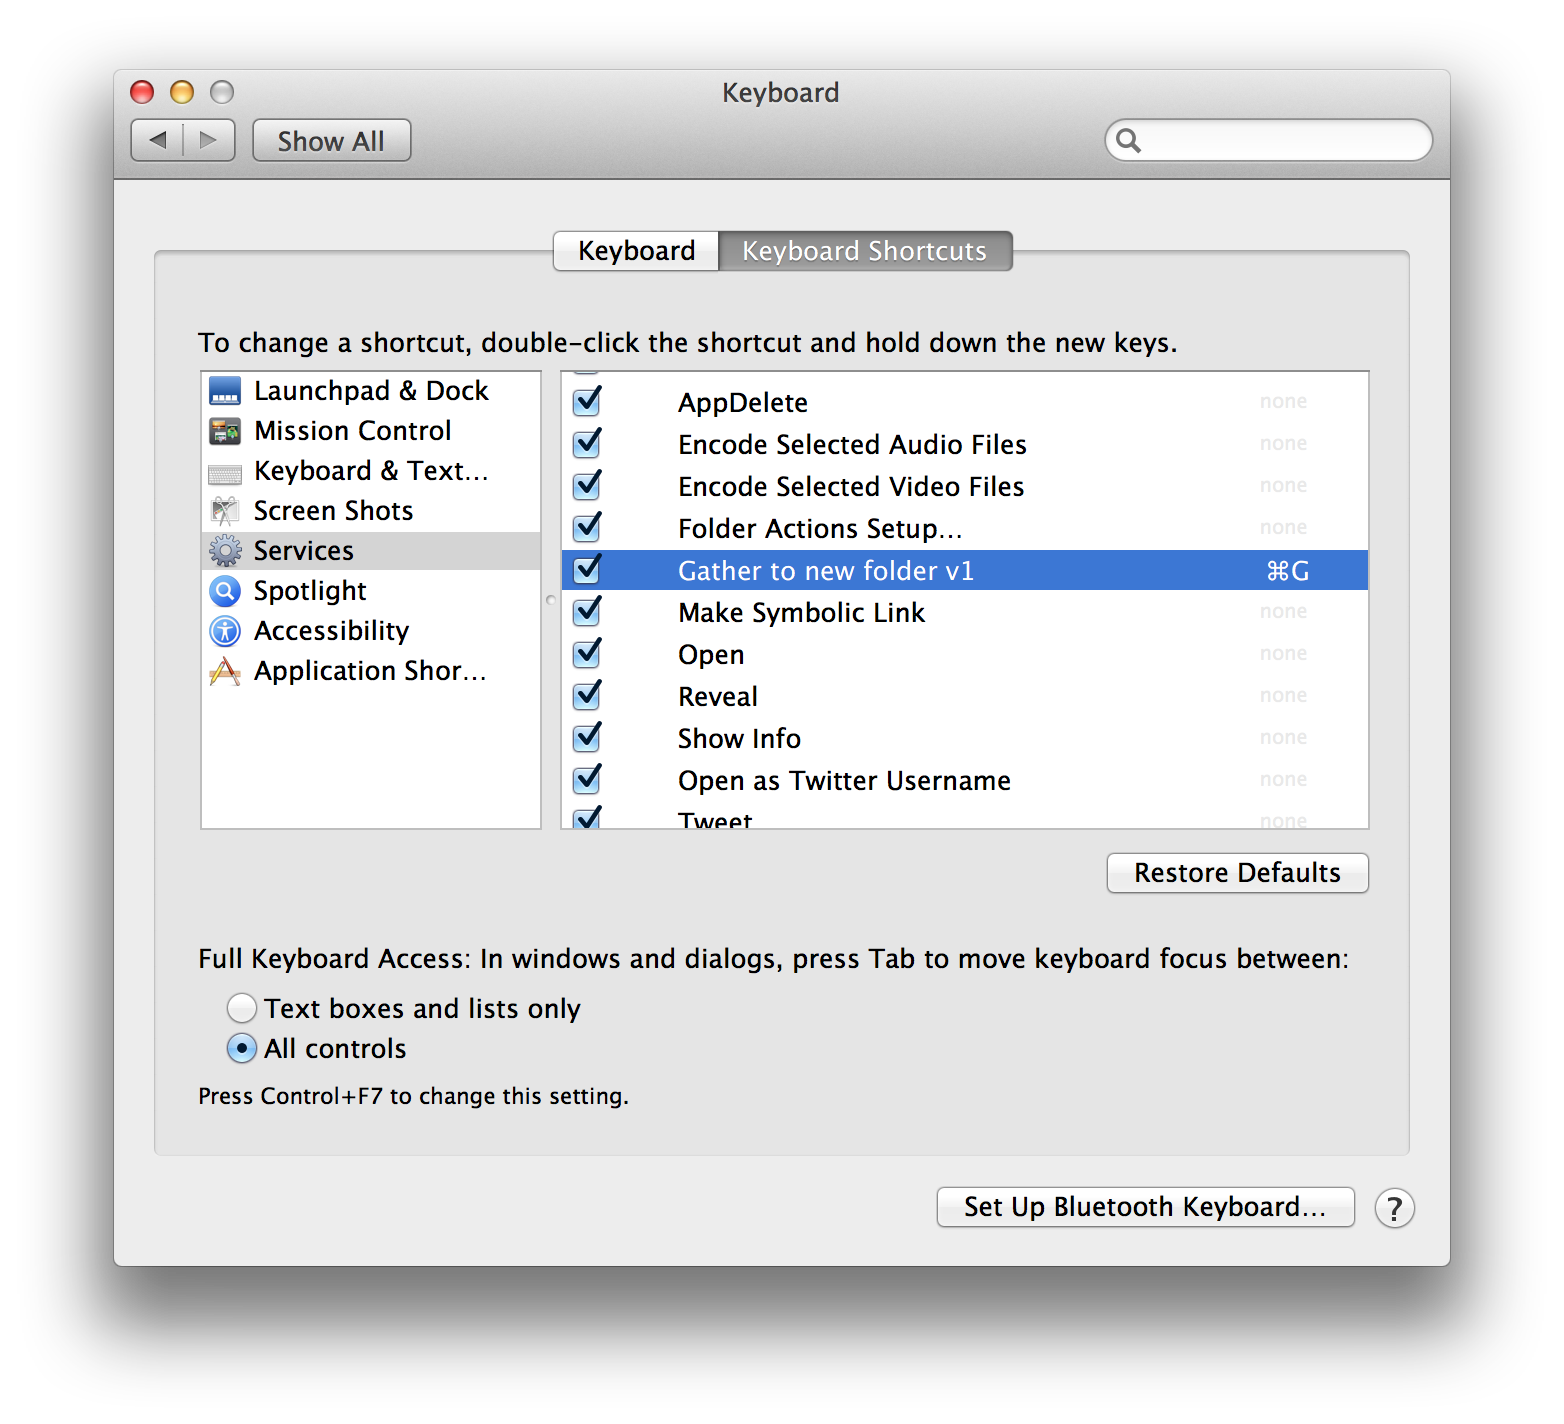 Keyboard
Show All
Keyboard
Keyboard Shortcuts
To change a shortcut, double-click the shortcut and hold down the new keys.
Launchpad & Dock
Mission Control
Keyboard & Text...
Screen Shots
Services
Spotlight
Accessibility
Application Shor...
AppDelete none
Encode Selected Audio Files none
Encode Selected Video Files none
Folder Actions Setup... none
Gather to new folder v1 ⌘G
Make Symbolic Link none
Open none
Reveal none
Show Info none
Open as Twitter Username none
Tweet none
Restore Defaults
Full Keyboard Access: In windows and dialogs, press Tab to move keyboard focus between:
Text boxes and lists only
All controls
Press Control+F7 to change this setting.
Set Up Bluetooth Keyboard... ?